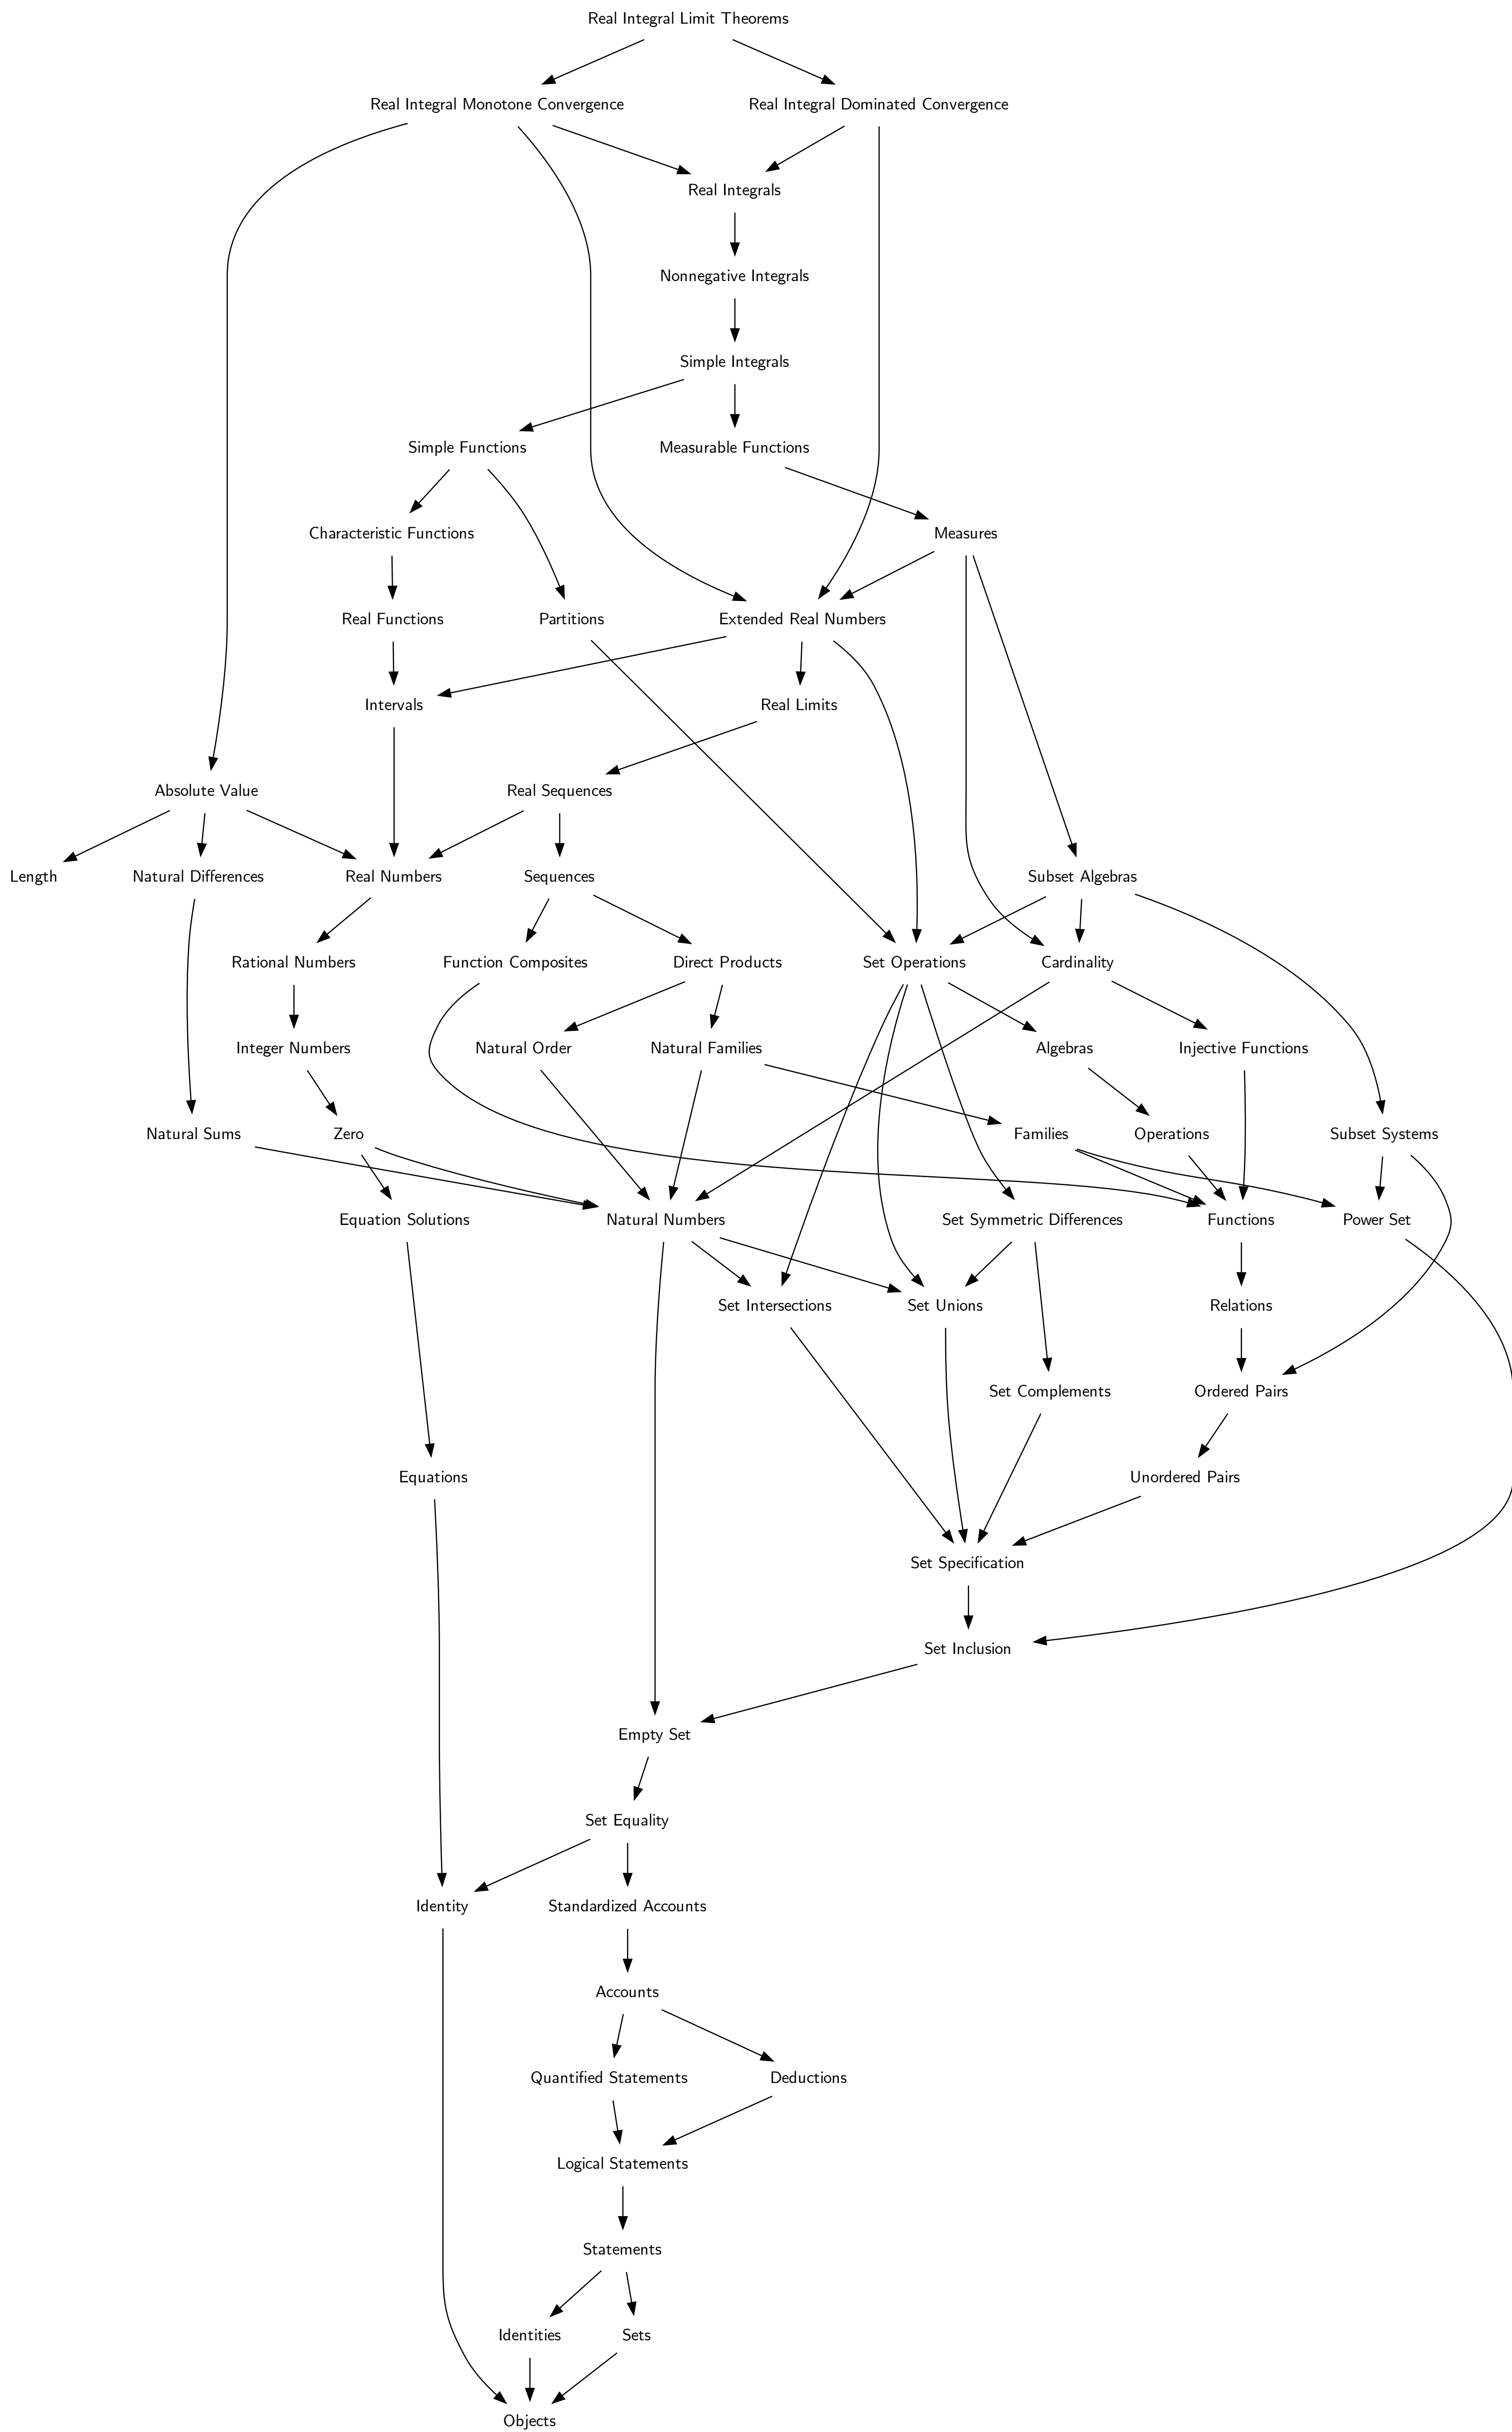 Real Integral Limit Theorems
Real Integral Monotone Convergence
Real Integral Dominated Convergence
Real Integrals
Nonnegative Integrals
Simple Integrals
Simple Functions
Measurable Functions
Characteristic Functions
Measures
Real Functions
Partitions
Extended Real Numbers
Intervals
Real Limits
Absolute Value
Real Sequences
Length
Natural Differences
Real Numbers
Sequences
Subset Algebras
Rational Numbers
Function Composites
Direct Products
Set Operations
Cardinality
Integer Numbers
Natural Order
Natural Families
Algebras
Injective Functions
Natural Sums
Zero
Families
Operations
Subset Systems
Equation Solutions
Natural Numbers
Set Symmetric Differences
Functions
Power Set
Set Intersections
Set Unions
Relations
Set Complements
Ordered Pairs
Equations
Unordered Pairs
Set Specification
Set Inclusion
Empty Set
Set Equality
Identity
Standardized Accounts
Accounts
Quantified Statements
Deductions
Logical Statements
Statements
Identities
Sets
Objects